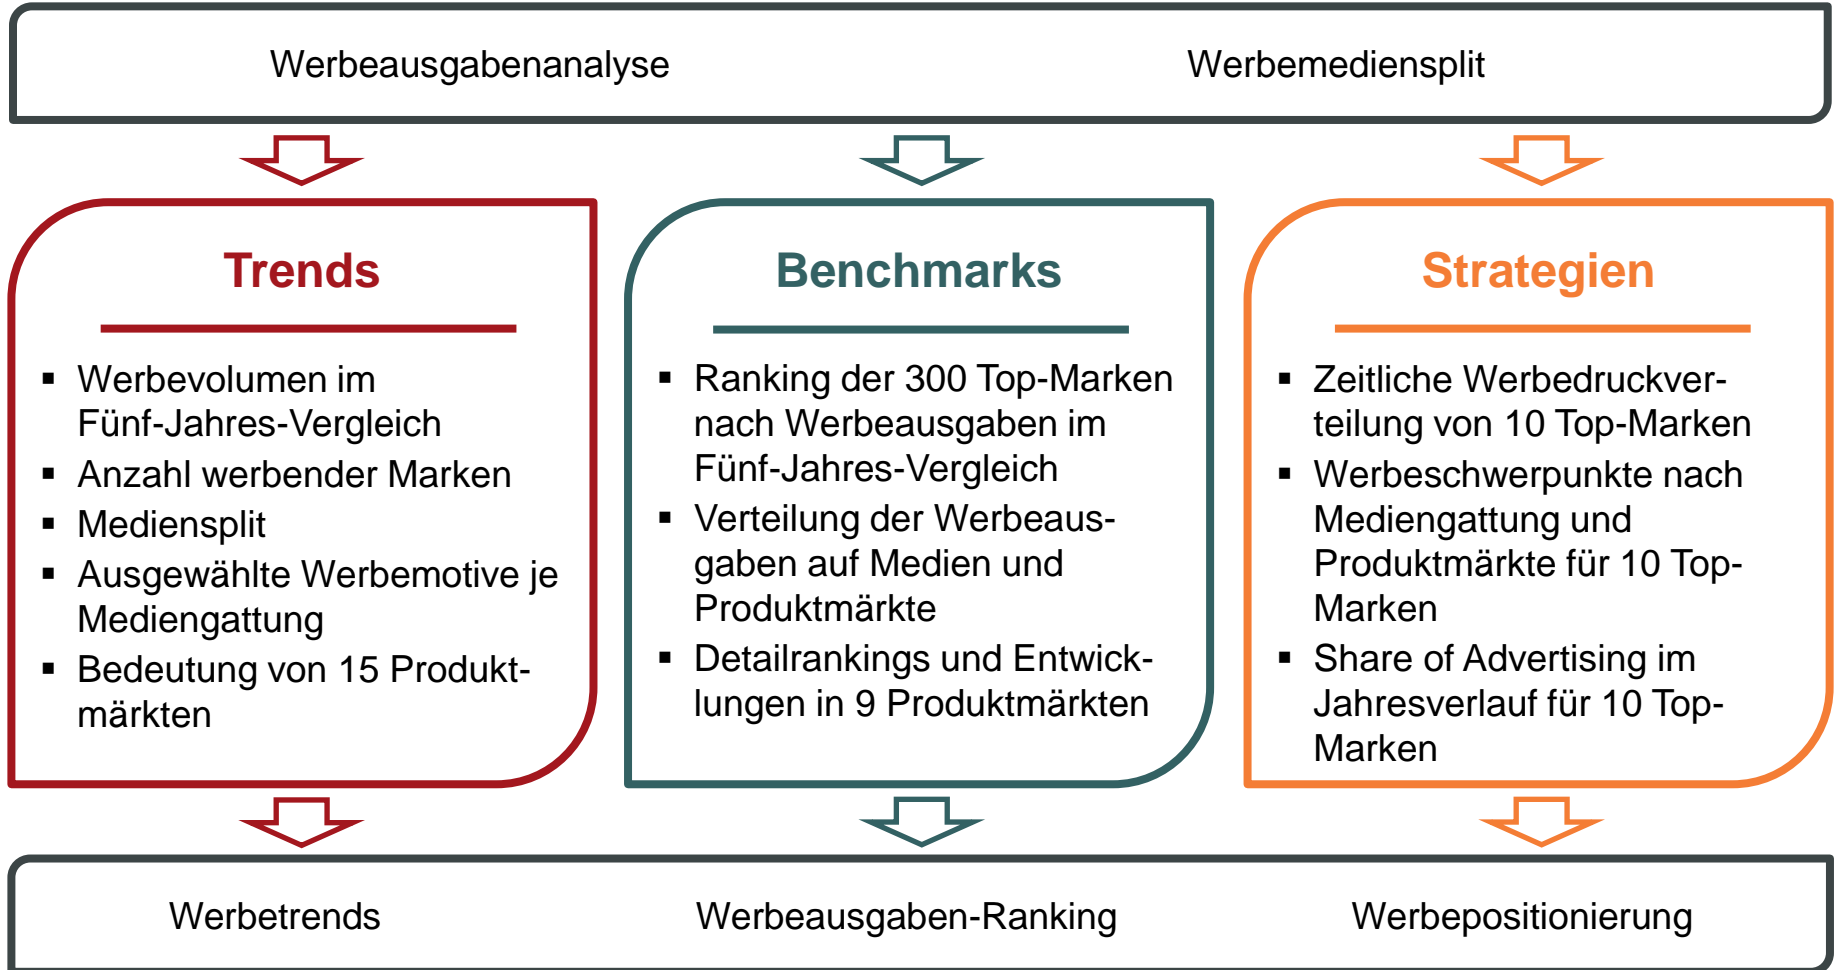 Werbeausgabenanalyse
Werbemediensplit
Trends
▪ Werbevolumen im
Fünf-Jahres-Vergleich
▪ Anzahl werbender Marken
▪ Mediensplit
▪ Ausgewählte Werbemotive je
Mediengattung
▪ Bedeutung von 15 Produkt-
märkten
Benchmarks
▪ Ranking der 300 Top-Marken
nach Werbeausgaben im
Fünf-Jahres-Vergleich
▪ Verteilung der Werbeaus-
gaben auf Medien und
Produktmärkte
▪ Detailrankings und Entwick-
lungen in 9 Produktmärkten
Strategien
▪ Zeitliche Werbedruckver-
teilung von 10 Top-Marken
▪ Werbeschwerpunkte nach
Mediengattung und
Produktmärkte für 10 Top-
Marken
▪ Share of Advertising im
Jahresverlauf für 10 Top-
Marken
Werbetrends
Werbeausgaben-Ranking
Werbepositionierung